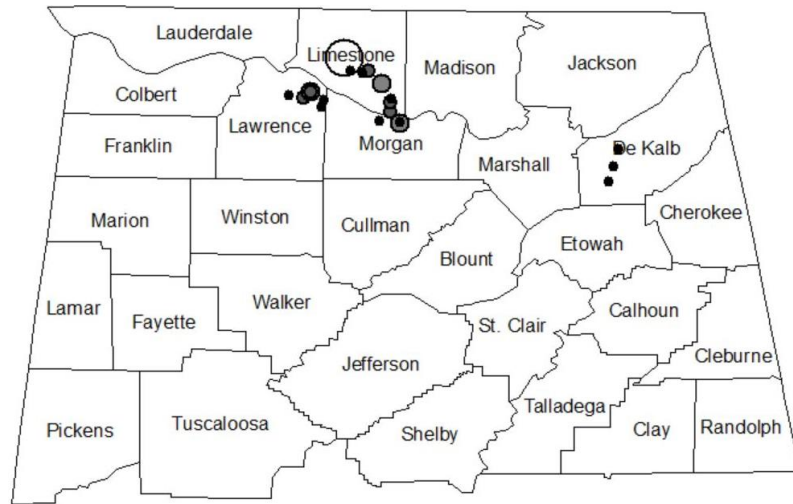 Lauderdale
Limestone
Madison
Jackson
Colbert
Lawrence
Franklin
Morgan
De Kalb
Marshall
Marion
Winston
Cullman
Cherokee
Etowah
Blount
Lamar
Walker
Calhoun
Fayette
St. Clair
Jefferson
Cleburne
Talladega
Tuscaloosa
Pickens
Shelby
Clay
Randolph